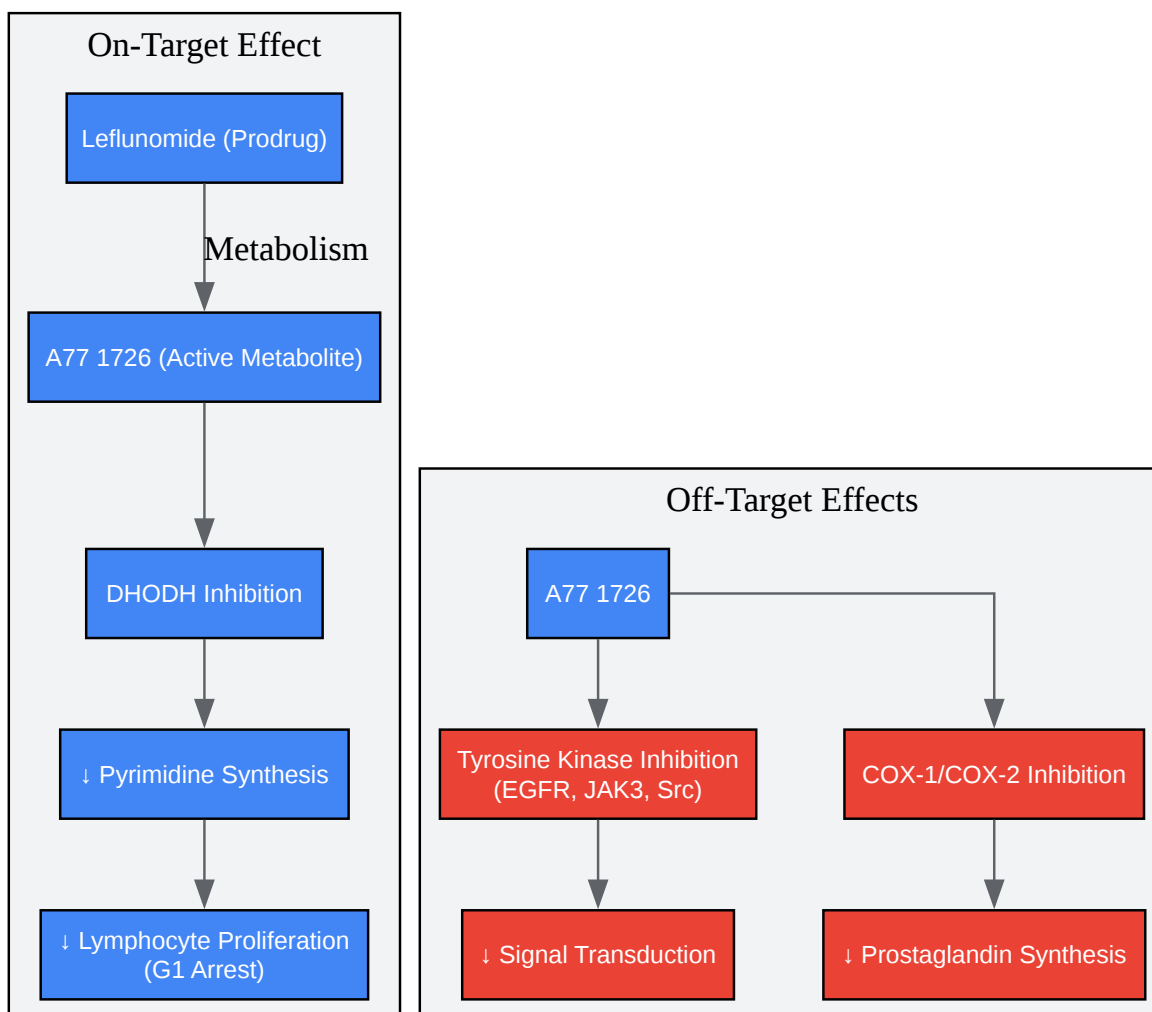 On-Target Effect
Leflunomide (Prodrug)
Metabolism
A77 1726 (Active Metabolite)
DHODH Inhibition
↓ Pyrimidine Synthesis
↓ Lymphocyte Proliferation
(G1 Arrest)
Off-Target Effects
A77 1726
Tyrosine Kinase Inhibition
(EGFR, JAK3, Src)
↓ Signal Transduction
COX-1/COX-2 Inhibition
↓ Prostaglandin Synthesis